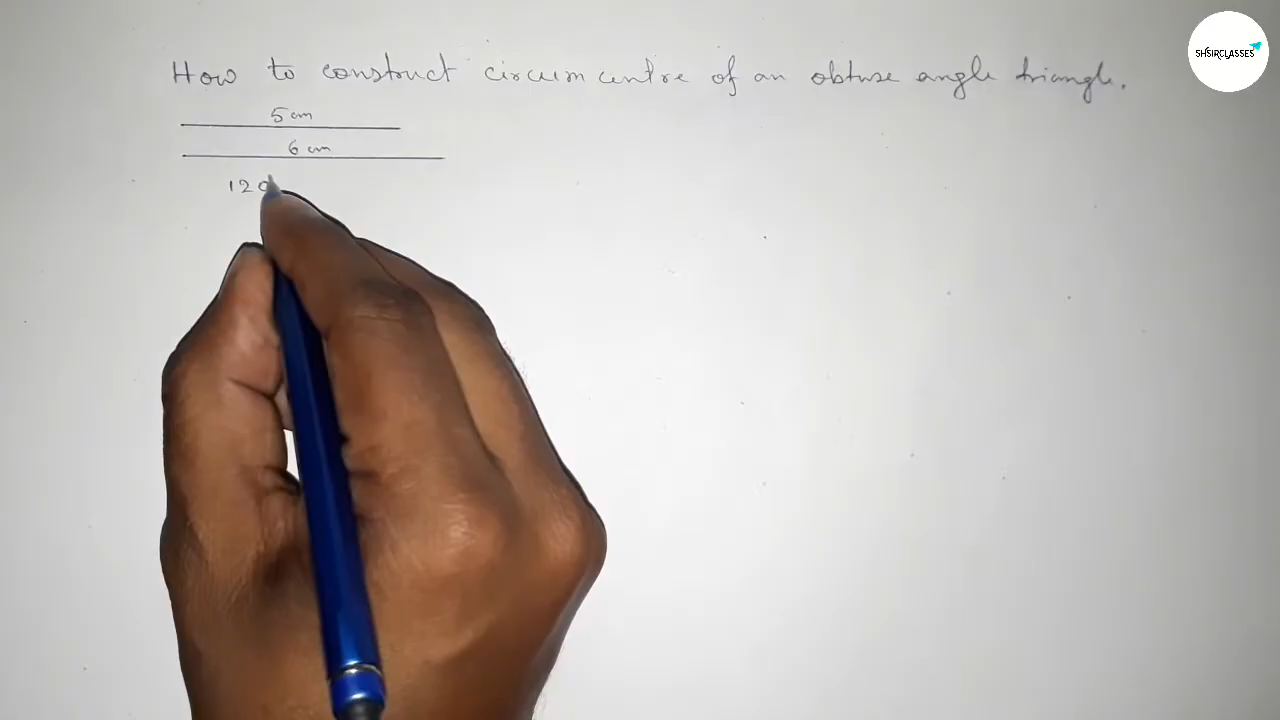 How to construct circumcentre of an obtuse angle triangle.
SHSIRCLASSES
5 cm
6 cm
120